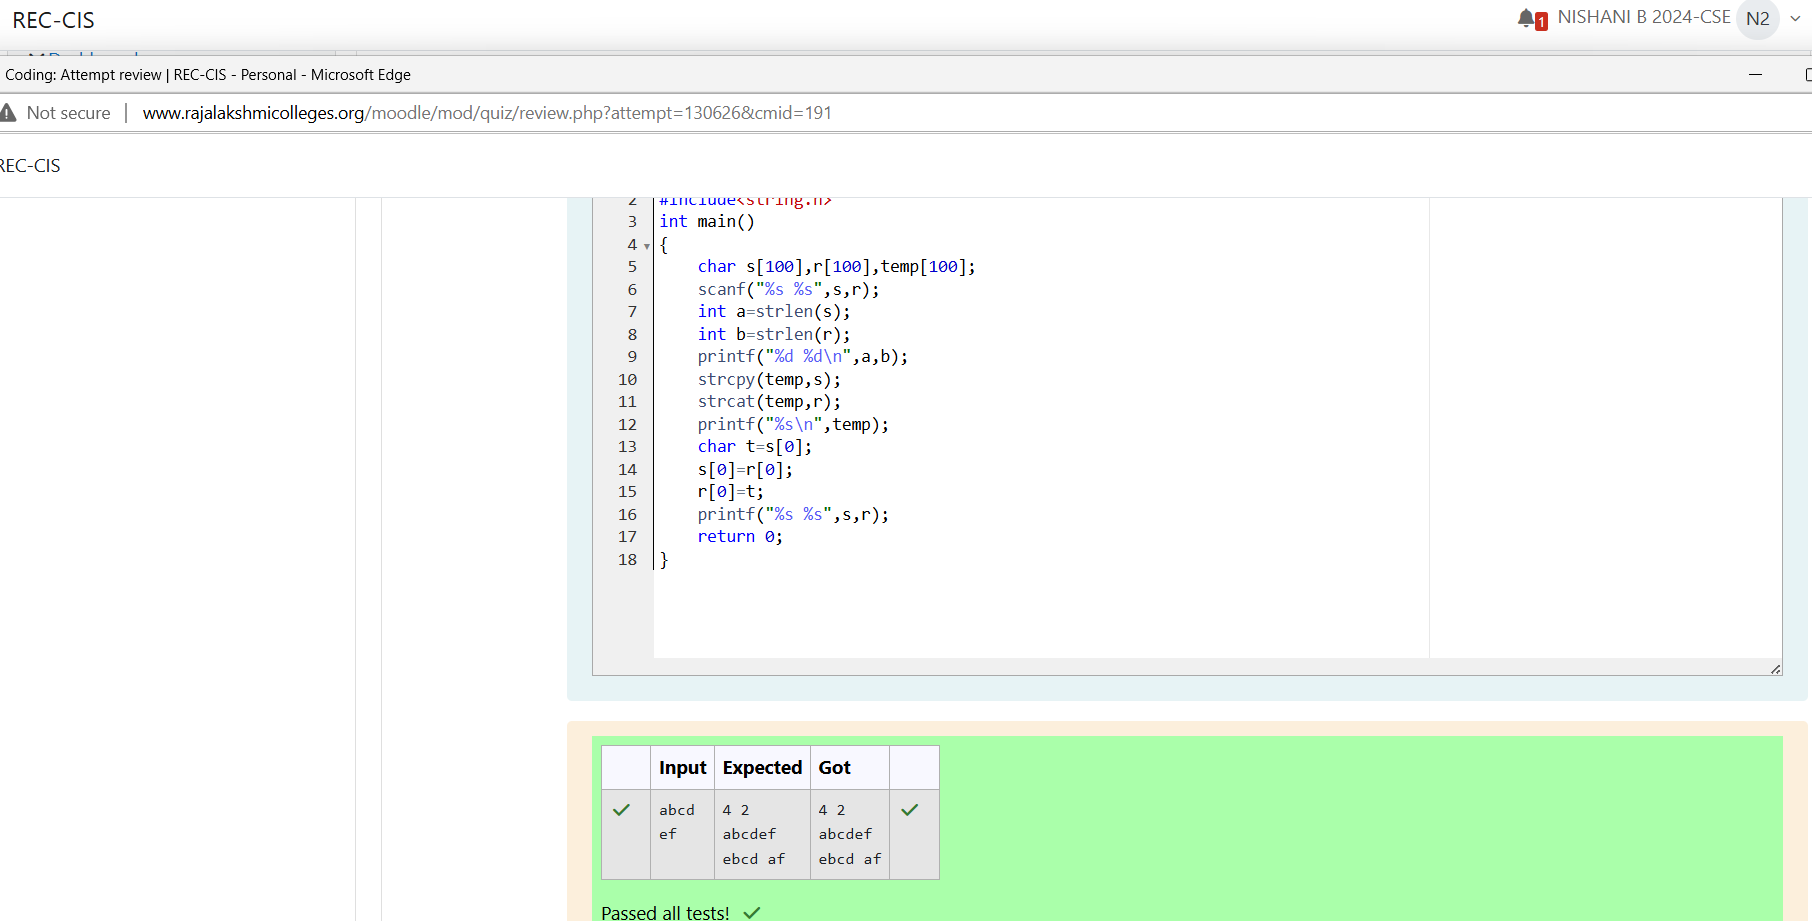 REC-CIS
1
NISHANI B 2024-CSE
N2
Coding: Attempt review | REC-CIS - Personal - Microsoft Edge
Not secure
www.rajalakshmicolleges.org/moodle/mod/quiz/review.php?attempt=130626&cmid=191
REC-CIS
2 #include<string.h>
3 int main()
4 {
5 char s[100],r[100],temp[100];
6 scanf("%s %s",s,r);
7 int a=strlen(s);
8 int b=strlen(r);
9 printf("%d %d\n",a,b);
10 strcpy(temp,s);
11 strcat(temp,r);
12 printf("%s\n",temp);
13 char t=s[0];
14 s[0]=r[0];
15 r[0]=t;
16 printf("%s %s",s,r);
17 return 0;
18 }
Input Expected Got
abcd 4 2 4 2
ef abcdef abcdef
ebcd af ebcd af
Passed all tests!